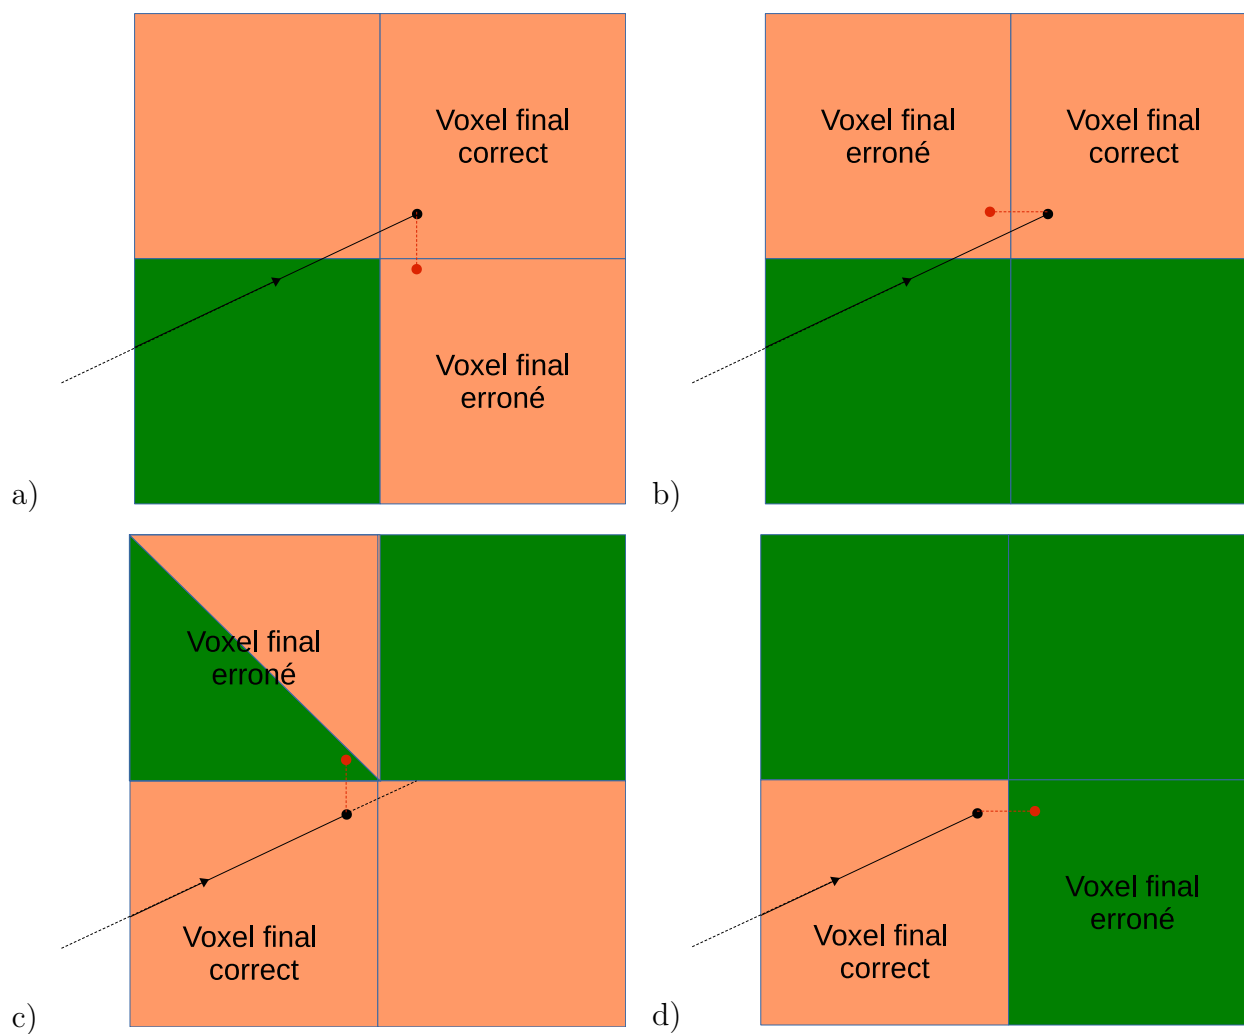 Voxel final
correct
Voxel final
erroné
a)
Voxel final
erroné
Voxel final
correct
b)
Voxel final
erroné
Voxel final
correct
c)
Voxel final
erroné
Voxel final
correct
d)